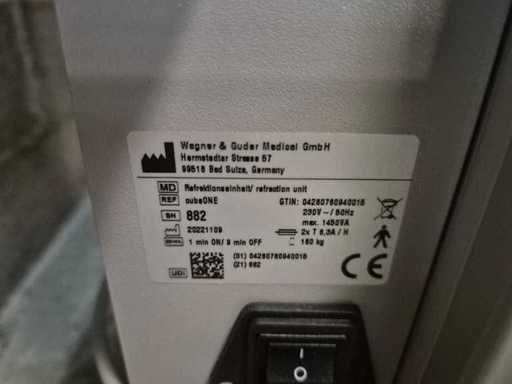 Wagner & Guder Medical GmbH
Hermstedter Strasse 57
99518 Bad Sulza, Germany
MD Refraktionseinheit/ refraction unit
REF cubeONE GTIN: 04260760940015
SN 882 230V~/ 50Hz
max. 1450VA
20221109 2x T 6,3A / H
1 min ON/ 9 min OFF 160 kg
UDI (01) 04260760940015
(21) 882
CE
I
O